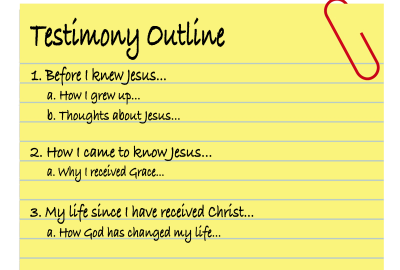 Testimony Outline
1. Before I knew Jesus...
a. How I grew up...
b. Thoughts about Jesus...
2. How I came to know Jesus...
a. Why I received Grace...
3. My life since I have received Christ...
a. How God has changed my life...